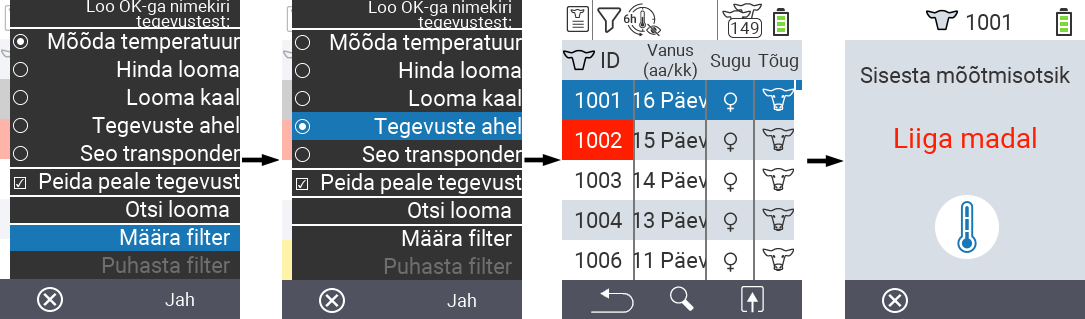 Loo OK-ga nimekiri
tegevustest:
Mõõda temperatuur
Hinda looma
Looma kaal
Tegevuste ahel
Seo transponder
Peida peale tegevust
Otsi looma
Määra filter
Puhasta filter
Jah
Loo OK-ga nimekiri
tegevustest:
Mõõda temperatuur
Hinda looma
Looma kaal
Tegevuste ahel
Seo transponder
Peida peale tegevust
Otsi looma
Määra filter
Puhasta filter
Jah
6h
149
ID Vanus (aa/kk) Sugu Tõug
1001 16 Päev
1002 15 Päev
1003 14 Päev
1004 13 Päev
1006 11 Päev
1001
Sisesta mõõtmisotsik
Liiga madal